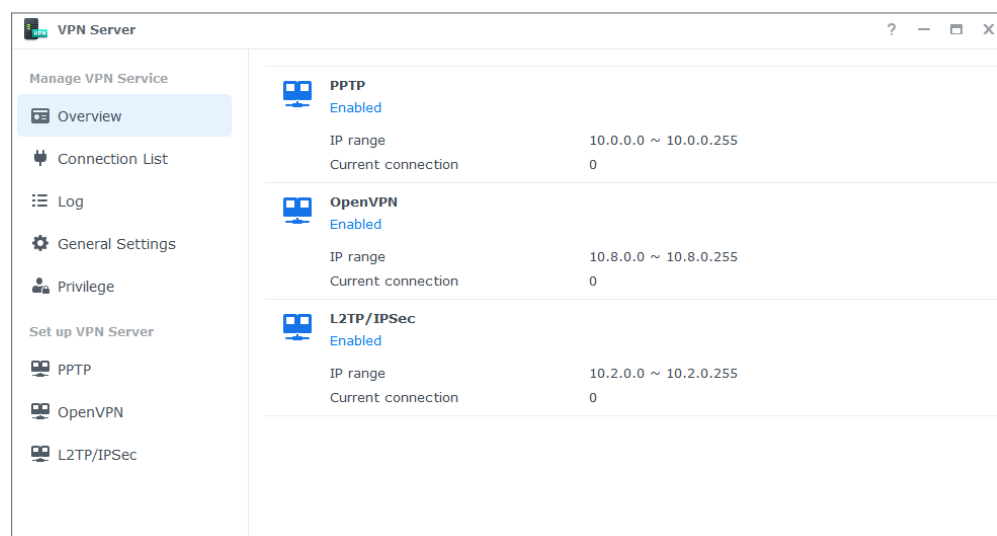 VPN Server
Manage VPN Service
Overview
Connection List
Log
General Settings
Privilege
Set up VPN Server
PPTP
OpenVPN
L2TP/IPSec
PPTP
Enabled
IP range 10.0.0.0 ~ 10.0.0.255
Current connection 0
OpenVPN
Enabled
IP range 10.8.0.0 ~ 10.8.0.255
Current connection 0
L2TP/IPSec
Enabled
IP range 10.2.0.0 ~ 10.2.0.255
Current connection 0